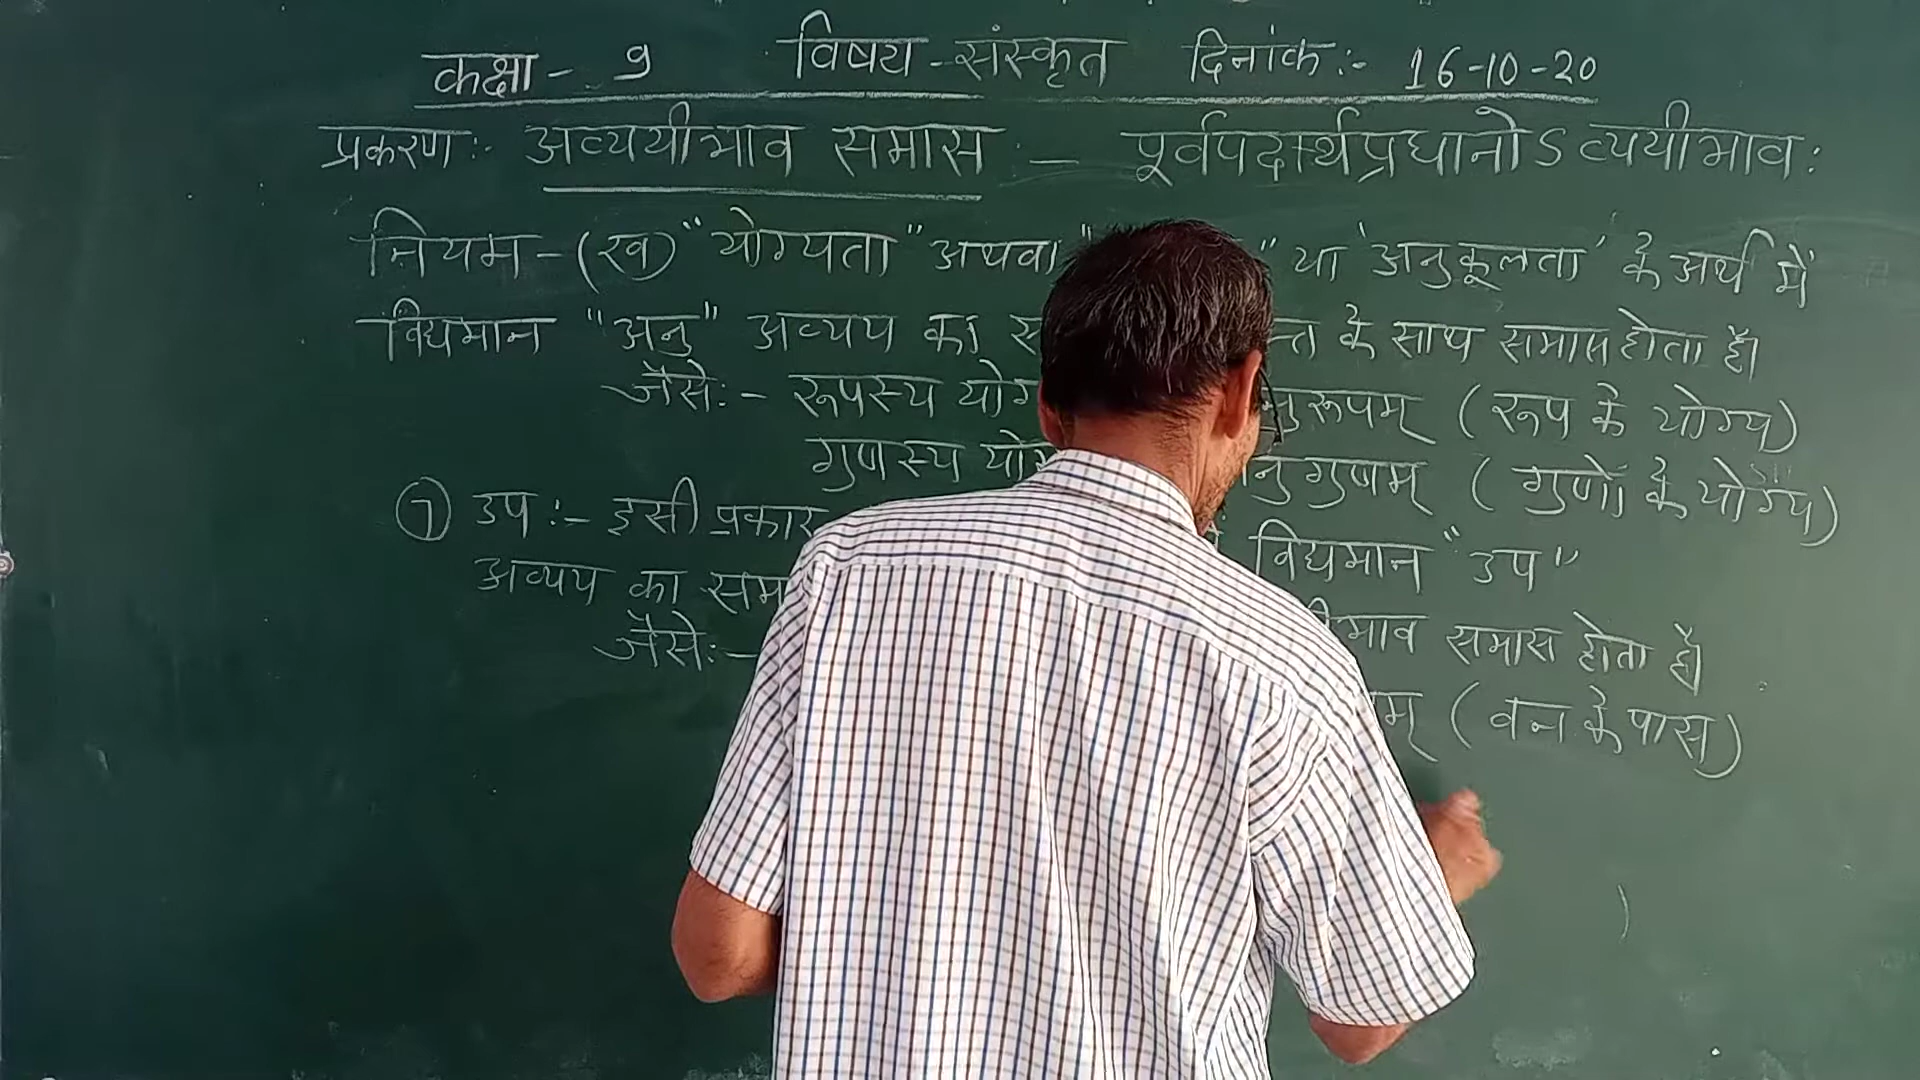 कक्षा - 9 विषय - संस्कृत दिनांक :- 16-10-20
प्रकरण :- अव्ययीभाव समास :- पूर्वपदार्थप्रधानोऽव्ययीभावः
नियम - (ख) "योग्यता" अथवा " " या 'अनुकूलता' के अर्थ में
विद्यमान "अनु" अव्यय का के साथ समास होता है।
जैसे :- रूपस्य नुरूपम् (रूप के योग्य)
गुणस्य नुगुणम् (गुणों के योग्य)
7 उप :- इसी प्रकार विद्यमान "उप"
अव्यय का भाव समास होता है।
जैसे :- म् (वन के पास)
)